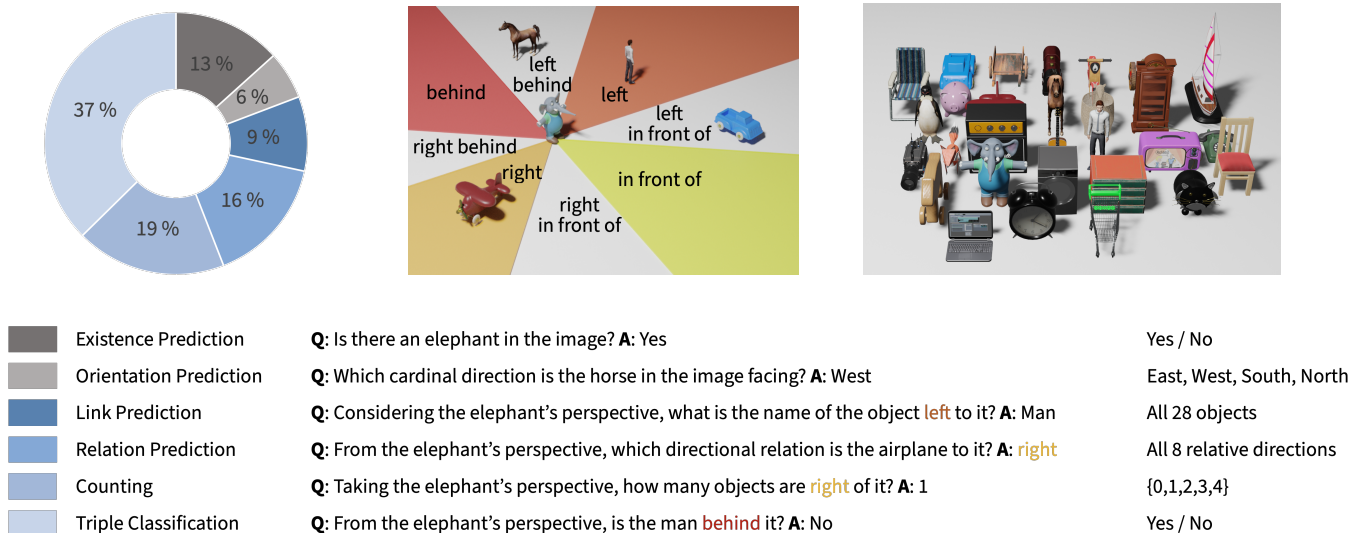 13 %
6 %
9 %
16 %
19 %
37 %
behind
left
behind
left
left
in front of
right behind
right
in front of
right
in front of
Existence Prediction Q: Is there an elephant in the image? A: Yes Yes / No
Orientation Prediction Q: Which cardinal direction is the horse in the image facing? A: West East, West, South, North
Link Prediction Q: Considering the elephant's perspective, what is the name of the object left to it? A: Man All 28 objects
Relation Prediction Q: From the elephant's perspective, which directional relation is the airplane to it? A: right All 8 relative directions
Counting Q: Taking the elephant's perspective, how many objects are right of it? A: 1 {0,1,2,3,4}
Triple Classification Q: From the elephant's perspective, is the man behind it? A: No Yes / No